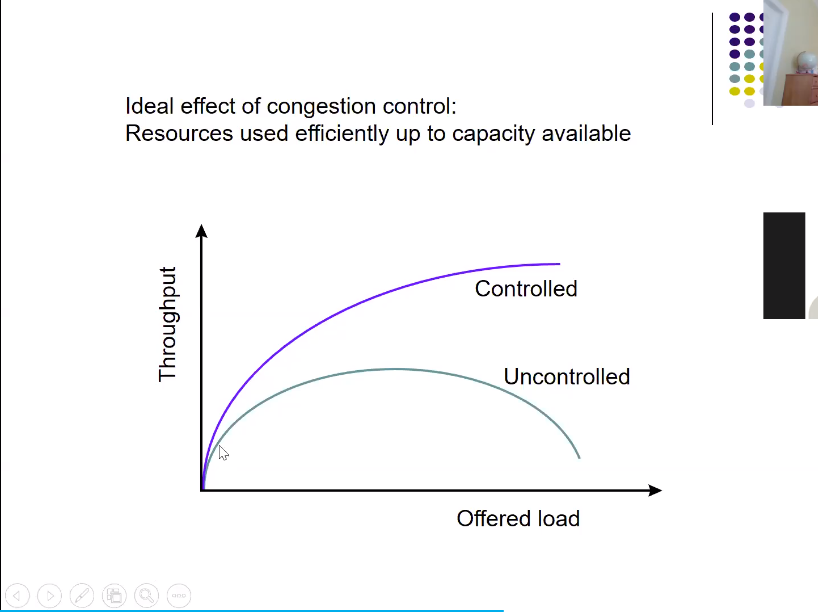 Ideal effect of congestion control:
Resources used efficiently up to capacity available
Throughput
Controlled
Uncontrolled
Offered load